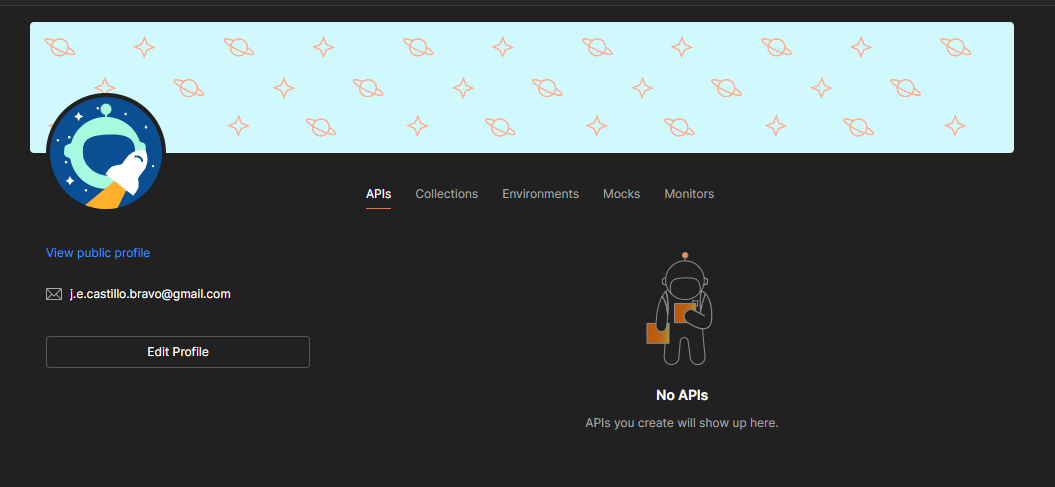 APIs Collections Environments Mocks Monitors
View public profile
j.e.castillo.bravo@gmail.com
Edit Profile
No APIs
APIs you create will show up here.